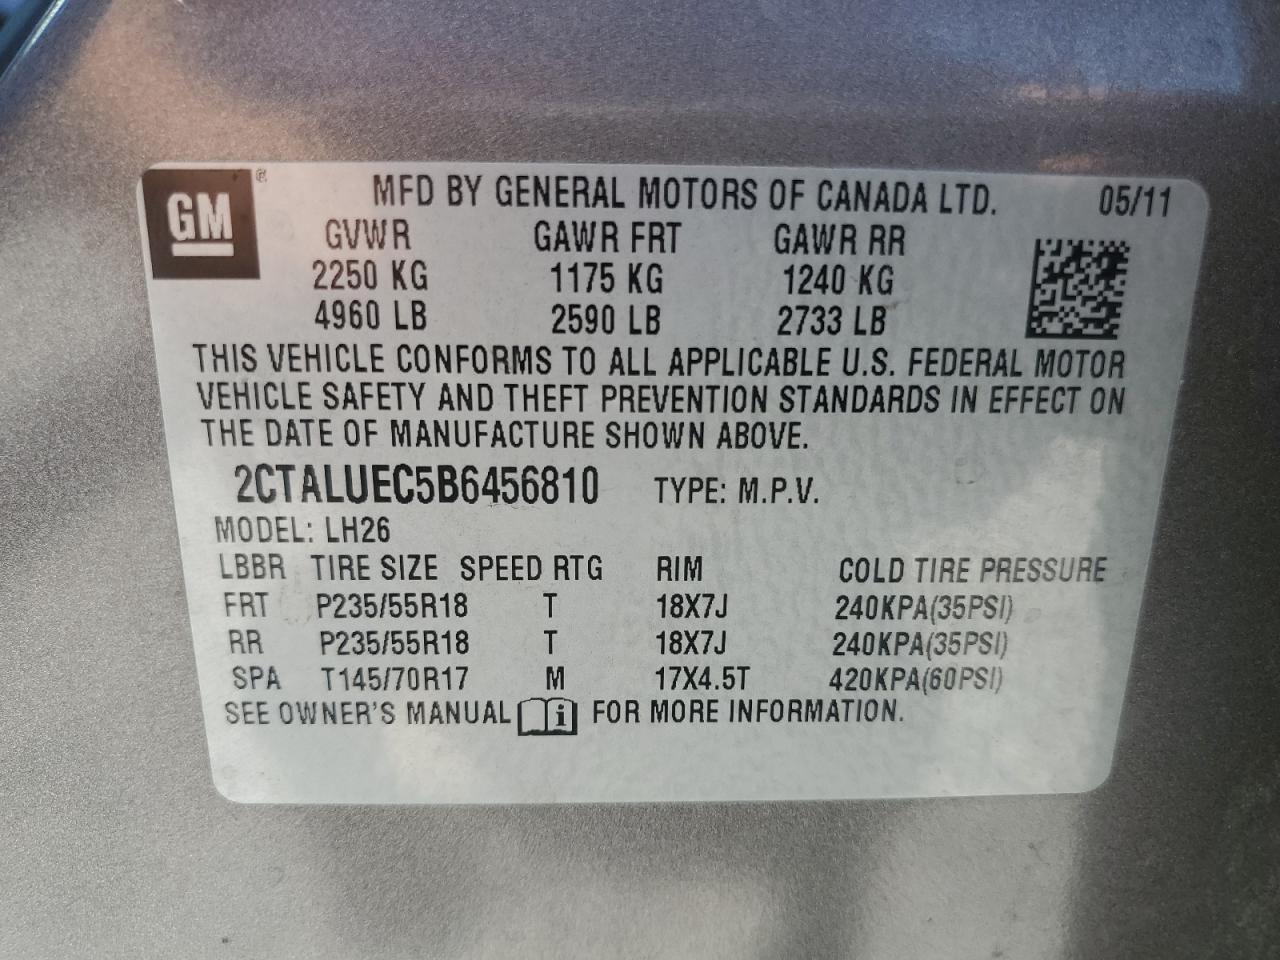 GM ® MFD BY GENERAL MOTORS OF CANADA LTD. 05/11
GVWR GAWR FRT GAWR RR
2250 KG 1175 KG 1240 KG
4960 LB 2590 LB 2733 LB
THIS VEHICLE CONFORMS TO ALL APPLICABLE U.S. FEDERAL MOTOR
VEHICLE SAFETY AND THEFT PREVENTION STANDARDS IN EFFECT ON
THE DATE OF MANUFACTURE SHOWN ABOVE.
2CTALUEC5B6456810 TYPE: M.P.V.
MODEL: LH26
LBBR TIRE SIZE SPEED RTG RIM COLD TIRE PRESSURE
FRT P235/55R18 T 18X7J 240KPA(35PSI)
RR P235/55R18 T 18X7J 240KPA(35PSI)
SPA T145/70R17 M 17X4.5T 420KPA(60PSI)
SEE OWNER'S MANUAL i FOR MORE INFORMATION.